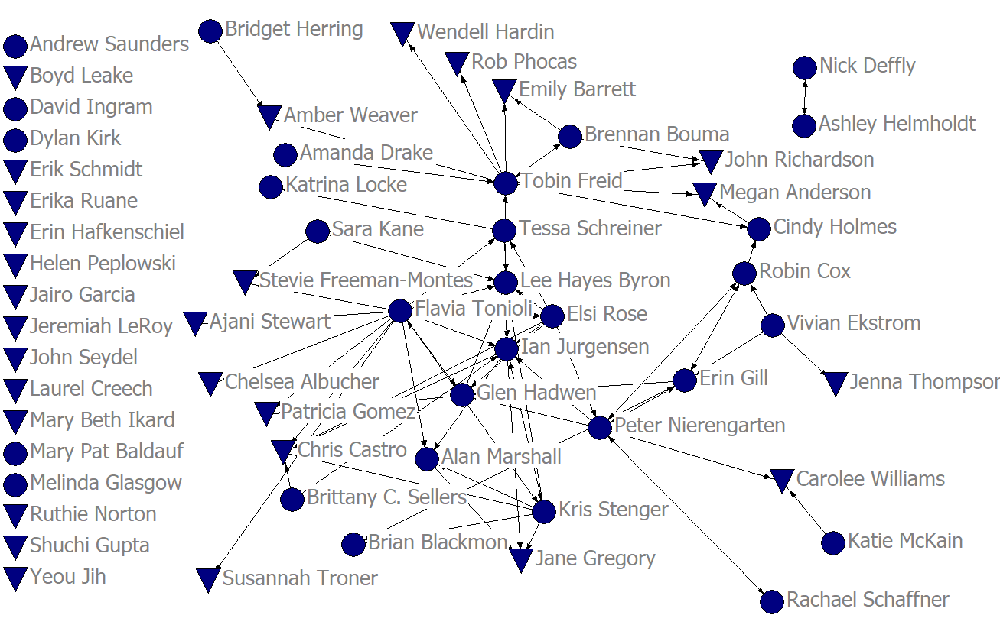 Andrew Saunders
Boyd Leake
David Ingram
Dylan Kirk
Erik Schmidt
Erika Ruane
Erin Hafkenschiel
Helen Peplowski
Jairo Garcia
Jeremiah LeRoy
John Seydel
Laurel Creech
Mary Beth Ikard
Mary Pat Baldauf
Melinda Glasgow
Ruthie Norton
Shuchi Gupta
Yeou Jih
Bridget Herring
Wendell Hardin
Rob Phocas
Emily Barrett
Nick Deffly
Amber Weaver
Ashley Helmholdt
Brennan Bouma
Amanda Drake
John Richardson
Tobin Freid
Katrina Locke
Megan Anderson
Sara Kane
Tessa Schreiner
Cindy Holmes
Robin Cox
Stevie Freeman-Montes
Lee Hayes Byron
Flavia Tonioli
Elsi Rose
Ajani Stewart
Vivian Ekstrom
Ian Jurgensen
Chelsea Albucher
Erin Gill
Jenna Thompsor
Glen Hadwen
Patricia Gomez
Peter Nierengarten
Chris Castro
Alan Marshall
Carolee Williams
Brittany C. Sellers
Kris Stenger
Brian Blackmon
Katie McKain
Jane Gregory
Susannah Troner
Rachael Schaffner